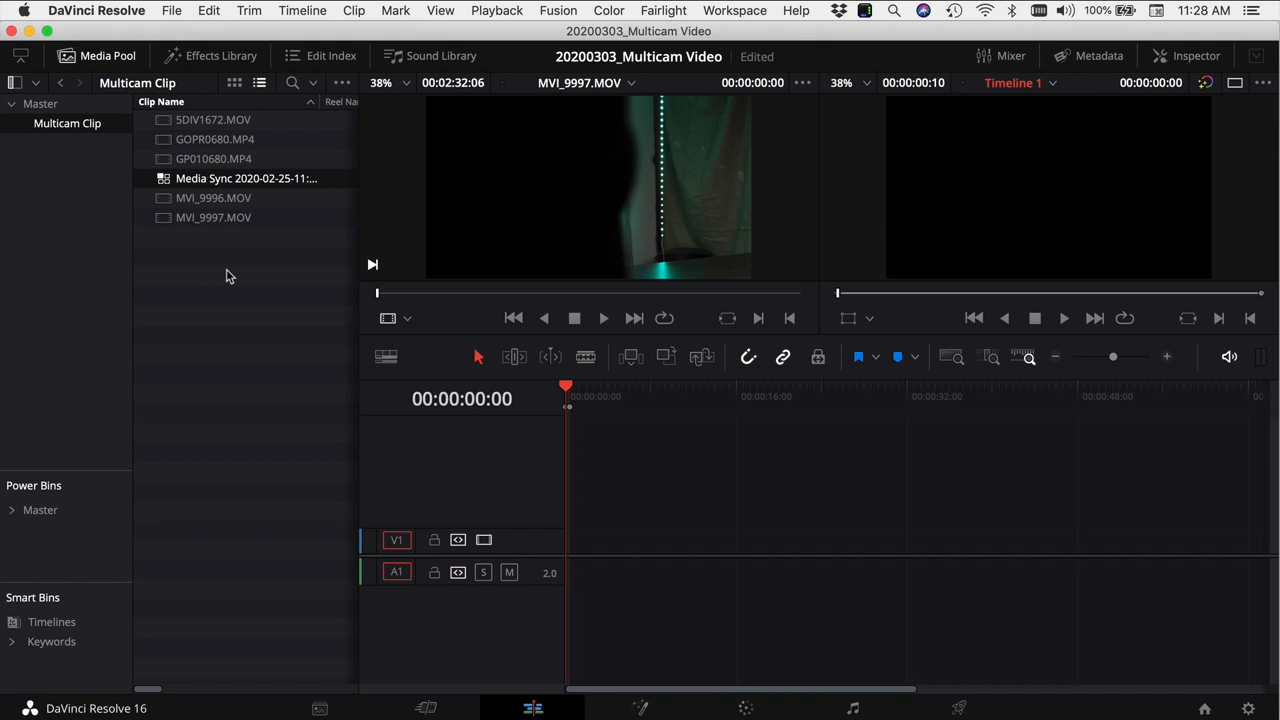 DaVinci Resolve File Edit Trim Timeline Clip Mark View Playback Fusion Color Fairlight Workspace Help 100% 11:28 AM
20200303_Multicam Video
Media Pool Effects Library Edit Index Sound Library 20200303_Multicam Video Edited Mixer Metadata Inspector
Multicam Clip 38% 00:02:32:06 MVI_9997.MOV 00:00:00:00 38% 00:00:00:10 Timeline 1 00:00:00:00
Master
Multicam Clip
Clip Name Reel Na
5DIV1672.MOV
GOPR0680.MP4
GP010680.MP4
Media Sync 2020-02-25-11:...
MVI_9996.MOV
MVI_9997.MOV
00:00:00:00
00:00:00:00 00:00:16:00 00:00:32:00 00:00:48:00 00
Power Bins
Master
V1
A1 S M 2.0
Smart Bins
Timelines
Keywords
DaVinci Resolve 16